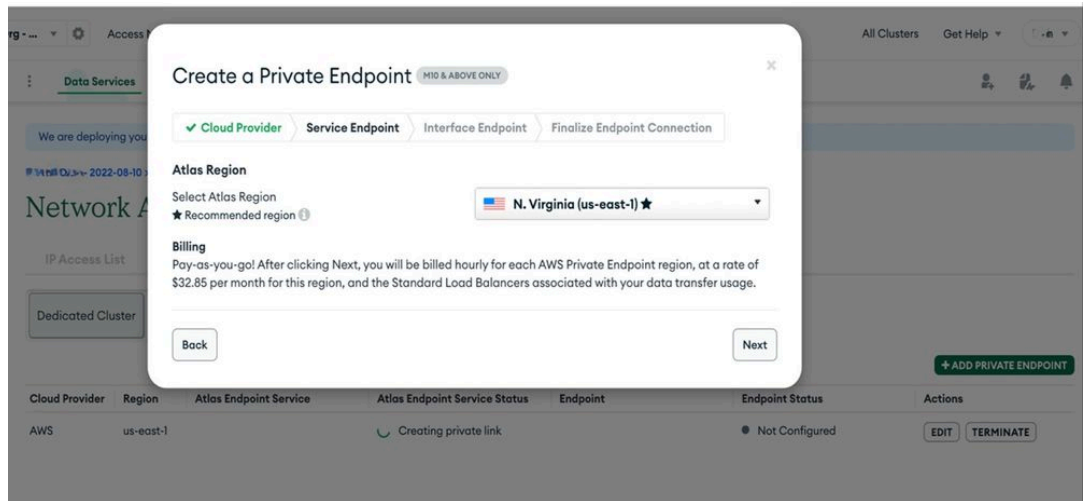 rg - ...
Access
All Clusters
Get Help
Data Services
We are deploying you
2022-08-10
Network A
IP Access List
Dedicated Cluster
Create a Private Endpoint M10 & ABOVE ONLY
Cloud Provider
Service Endpoint
Interface Endpoint
Finalize Endpoint Connection
Atlas Region
Select Atlas Region
★ Recommended region
N. Virginia (us-east-1) ★
Billing
Pay-as-you-go! After clicking Next, you will be billed hourly for each AWS Private Endpoint region, at a rate of
$32.85 per month for this region, and the Standard Load Balancers associated with your data transfer usage.
Back
Next
+ ADD PRIVATE ENDPOINT
Cloud Provider Region Atlas Endpoint Service Atlas Endpoint Service Status Endpoint Endpoint Status Actions
AWS us-east-1 Creating private link Not Configured EDIT TERMINATE